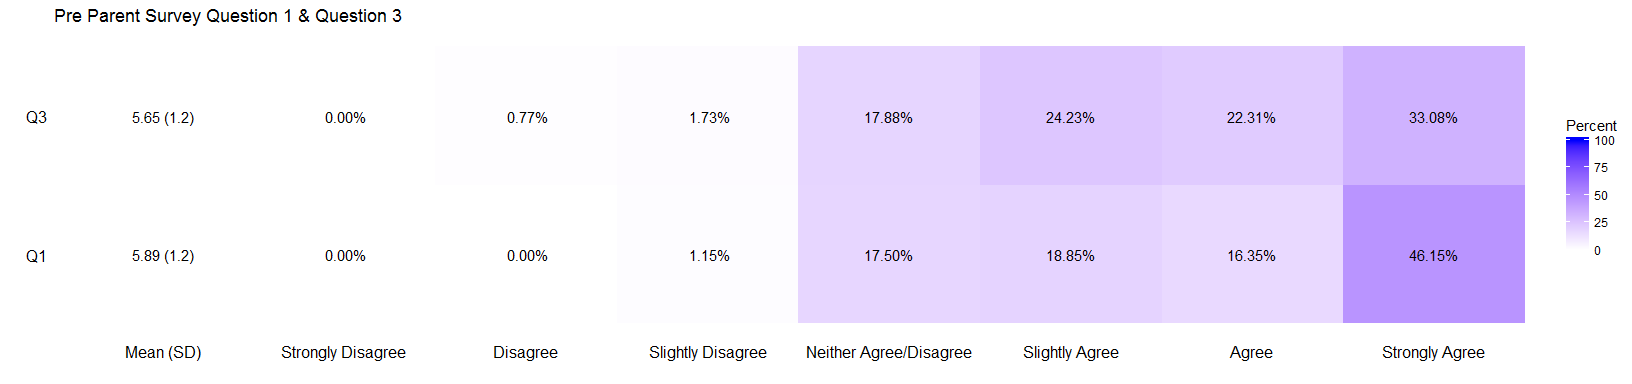 Pre Parent Survey Question 1 & Question 3
Q3 5.65 (1.2) 0.00% 0.77% 1.73% 17.88% 24.23% 22.31% 33.08%
Q1 5.89 (1.2) 0.00% 0.00% 1.15% 17.50% 18.85% 16.35% 46.15%
Mean (SD) Strongly Disagree Disagree Slightly Disagree Neither Agree/Disagree Slightly Agree Agree Strongly Agree
Percent
100
75
50
25
0